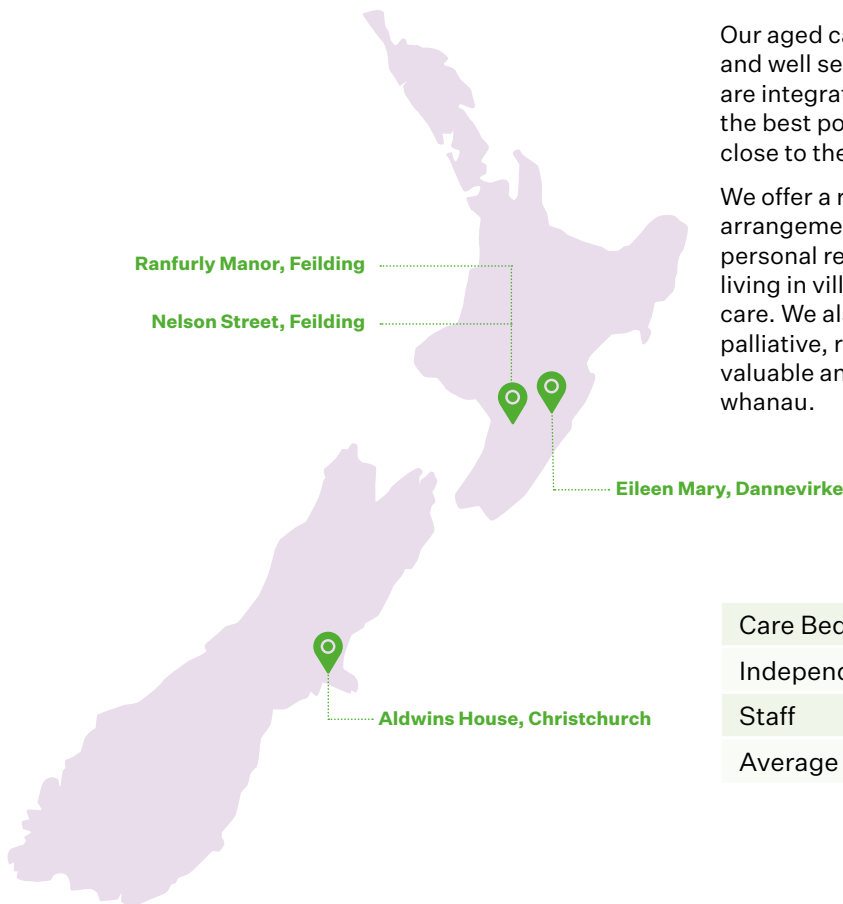 Our aged ca
and well se
are integrat
the best po
close to the
We offer a r
arrangeme
personal re
living in vill
care. We al
palliative, r
valuable an
whanau.
Ranfurly Manor, Feilding
Nelson Street, Feilding
Eileen Mary, Dannevirke
Aldwins House, Christchurch
Care Bed
Independ
Staff
Average